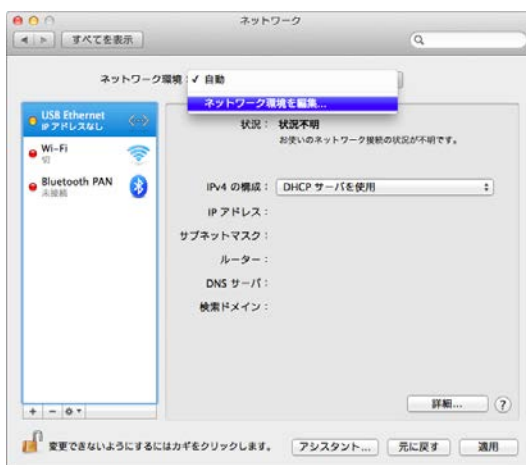 ネットワーク
すべてを表示
ネットワーク環境: ✓ 自動
ネットワーク環境を編集...
USB Ethernet
IP アドレスなし
Wi-Fi
切
Bluetooth PAN
未接続
状況: 状況不明
お使いのネットワーク接続の状況が不明です。
IPv4 の構成: DHCP サーバを使用
IP アドレス:
サブネットマスク:
ルーター:
DNS サーバ:
検索ドメイン:
詳細... ?
変更できないようにするにはカギをクリックします。
アシスタント... 元に戻す 適用